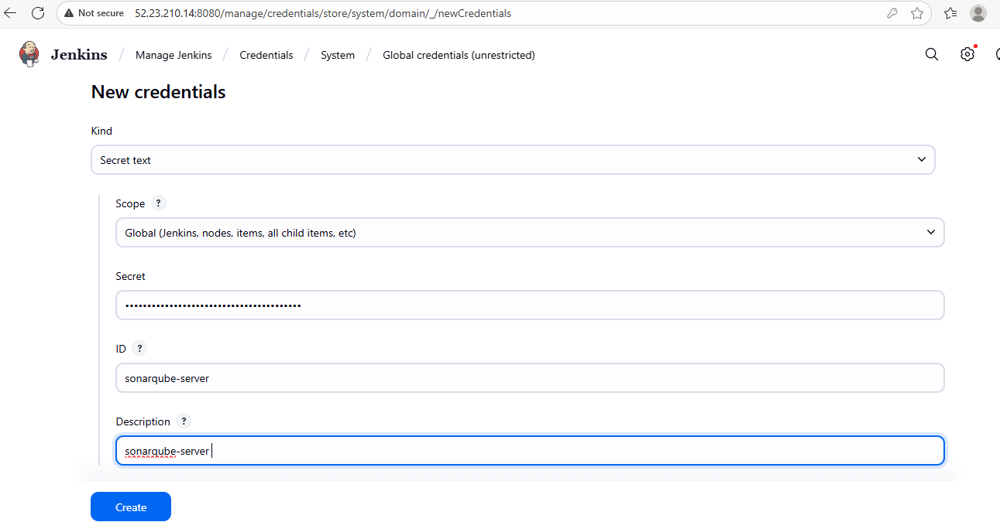 Not secure 52.23.210.14:8080/manage/credentials/store/system/domain/_/newCredentials
Jenkins / Manage Jenkins / Credentials / System / Global credentials (unrestricted)
New credentials
Kind
Secret text
Scope ?
Global (Jenkins, nodes, items, all child items, etc)
Secret
••••••••••••••••••••••••••••••••••••••••
ID ?
sonarqube-server
Description ?
sonarqube-server
Create